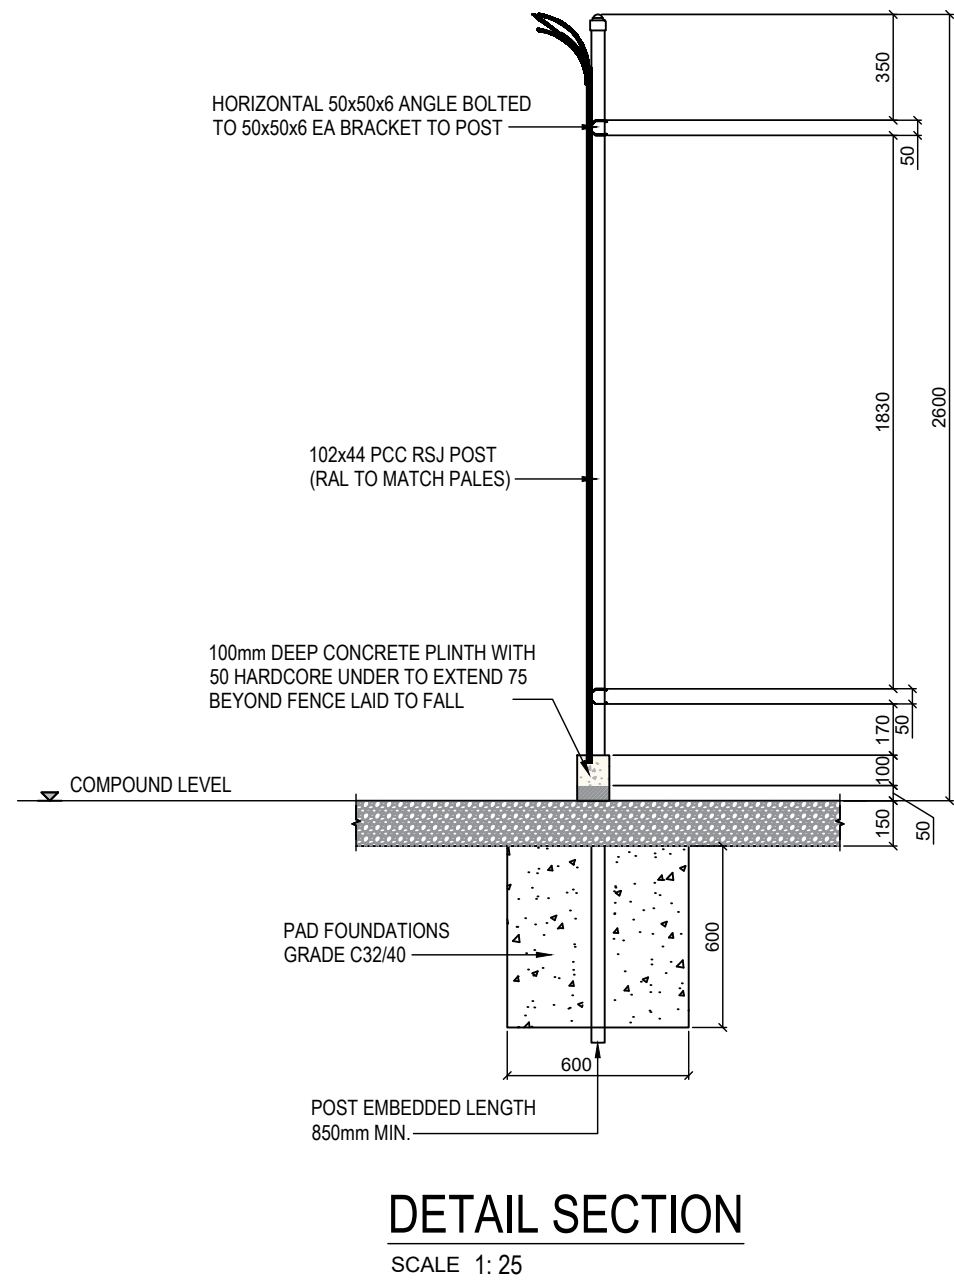 350
HORIZONTAL 50x50x6 ANGLE BOLTED
TO 50x50x6 EA BRACKET TO POST
50
1830
2600
102x44 PCC RSJ POST
(RAL TO MATCH PALES)
100mm DEEP CONCRETE PLINTH WITH
50 HARDCORE UNDER TO EXTEND 75
BEYOND FENCE LAID TO FALL
50
170
100
COMPOUND LEVEL
150
50
PAD FOUNDATIONS
GRADE C32/40
600
600
POST EMBEDDED LENGTH
850mm MIN.
DETAIL SECTION
SCALE 1: 25